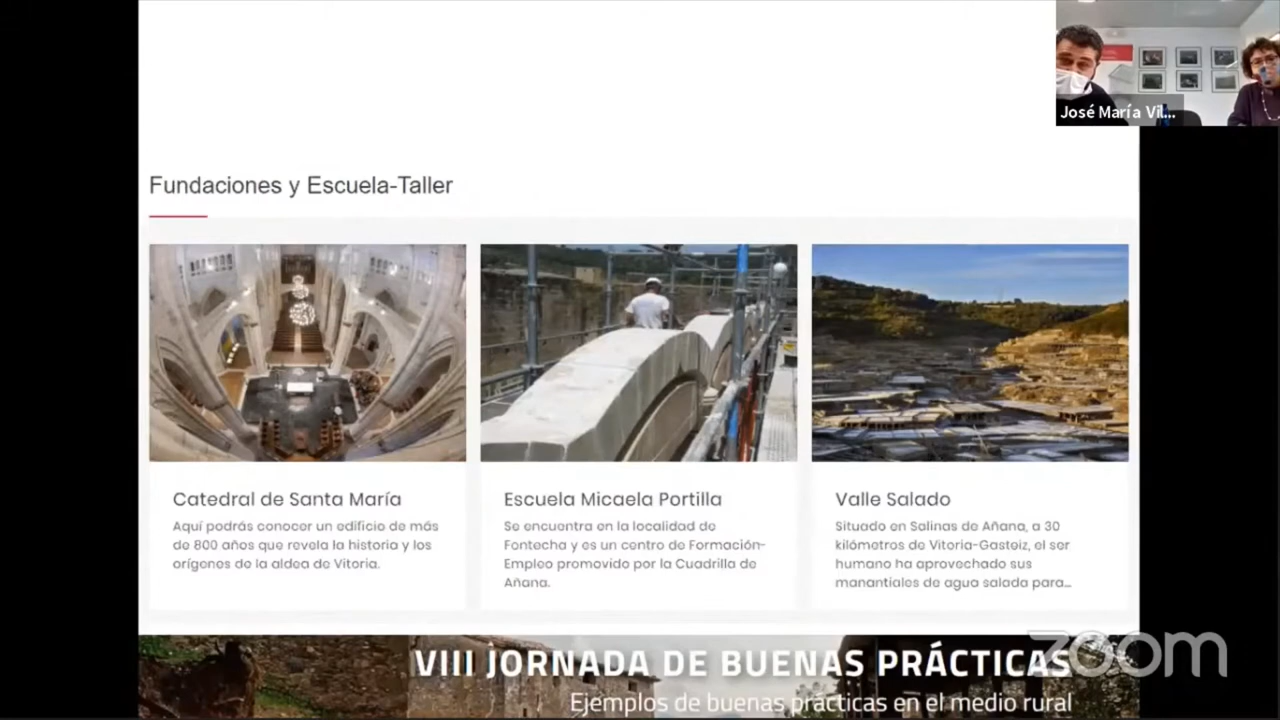 José María Vil...
Fundaciones y Escuela-Taller
Catedral de Santa María
Aquí podrás conocer un edificio de más
de 800 años que revela la historia y los
orígenes de la aldea de Vitoria.
Escuela Micaela Portilla
Se encuentra en la localidad de
Fontecha y es un centro de Formación-
Empleo promovido por la Cuadrilla de
Añana.
Valle Salado
Situado en Salinas de Añana, a 30
kilómetros de Vitoria-Gasteiz, el ser
humano ha aprovechado sus
manantiales de agua salada para...
VIII JORNADA DE BUENAS PRÁCTICAS
Ejemplos de buenas prácticas en el medio rural
zoom